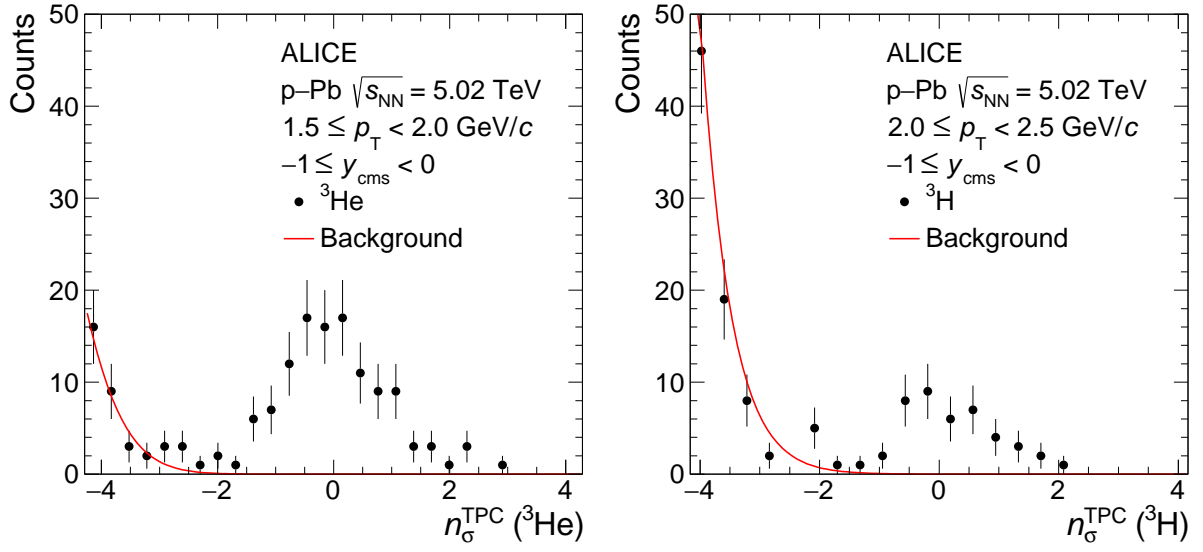 Counts
50
40
30
20
10
0
ALICE
p–Pb √sNN = 5.02 TeV
1.5 ≤ pT < 2.0 GeV/c
−1 ≤ ycms < 0
³He
Background
−4 −2 0 2 4
nσTPC (³He)
Counts
50
40
30
20
10
0
ALICE
p–Pb √sNN = 5.02 TeV
2.0 ≤ pT < 2.5 GeV/c
−1 ≤ ycms < 0
³H
Background
−4 −2 0 2 4
nσTPC (³H)